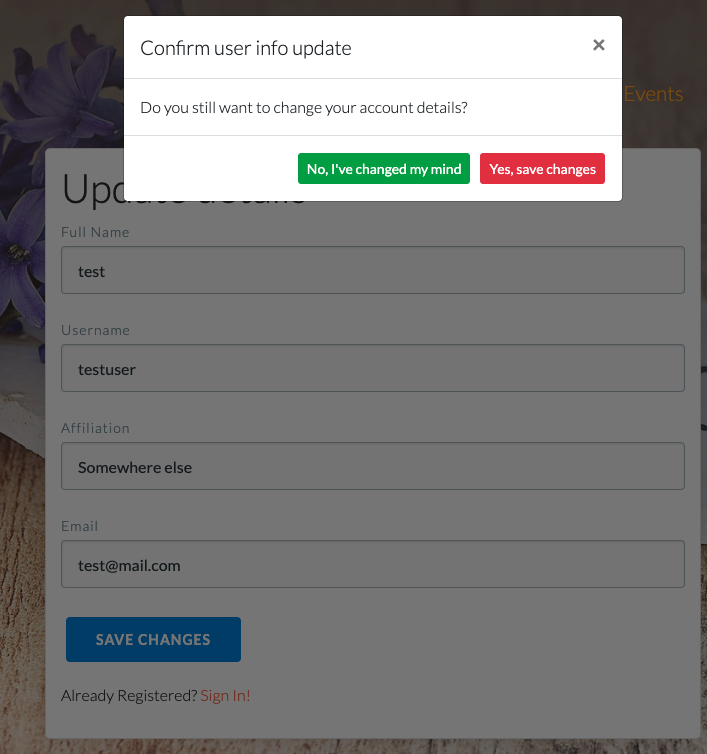 Confirm user info update
×
Do you still want to change your account details?
Events
No, I've changed my mind
Yes, save changes
Update details
Full Name
test
Username
testuser
Affiliation
Somewhere else
Email
test@mail.com
SAVE CHANGES
Already Registered? Sign In!